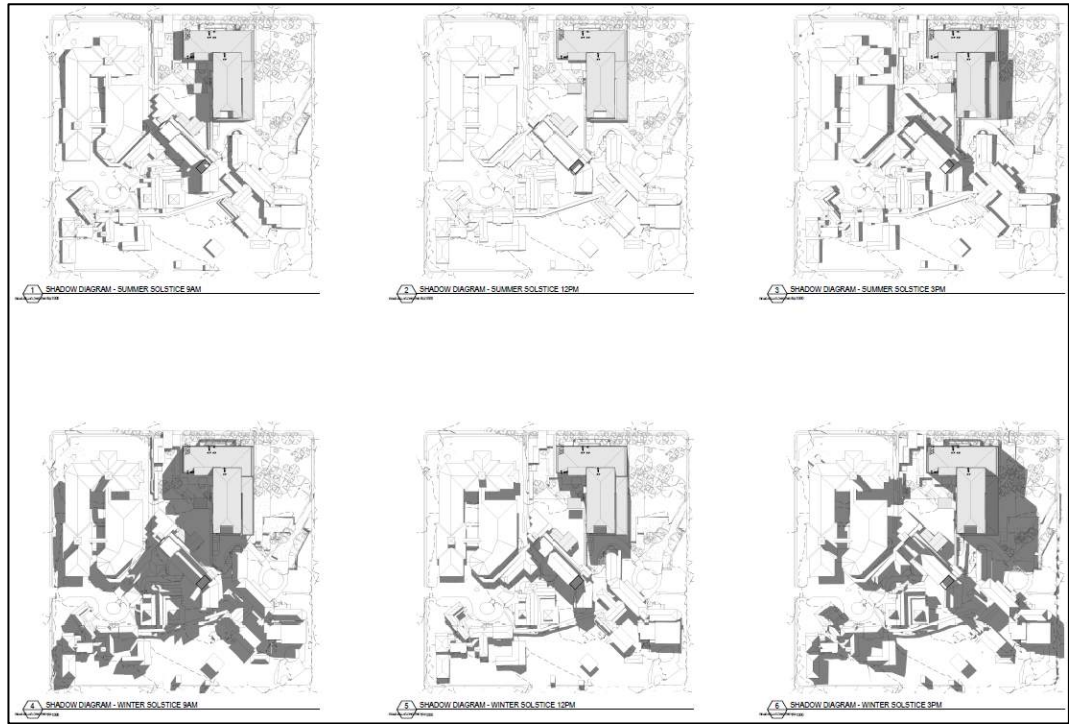 1 SHADOW DIAGRAM - SUMMER SOLSTICE 9AM
2 SHADOW DIAGRAM - SUMMER SOLSTICE 12PM
3 SHADOW DIAGRAM - SUMMER SOLSTICE 3PM
4 SHADOW DIAGRAM - WINTER SOLSTICE 9AM
5 SHADOW DIAGRAM - WINTER SOLSTICE 12PM
6 SHADOW DIAGRAM - WINTER SOLSTICE 3PM